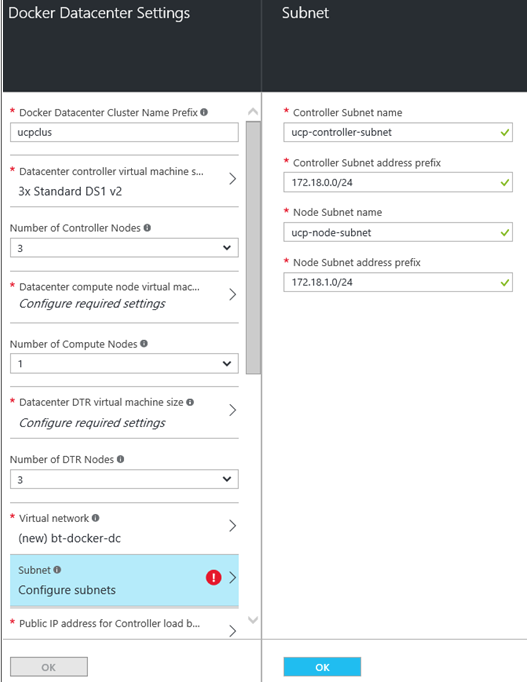 Docker Datacenter Settings
* Docker Datacenter Cluster Name Prefix
ucpclus
* Datacenter controller virtual machine s...
3x Standard DS1 v2
Number of Controller Nodes
3
* Datacenter compute node virtual mac...
Configure required settings
Number of Compute Nodes
1
* Datacenter DTR virtual machine size
Configure required settings
Number of DTR Nodes
3
* Virtual network
(new) bt-docker-dc
Subnet
Configure subnets
* Public IP address for Controller load b...
OK
Subnet
* Controller Subnet name
ucp-controller-subnet
* Controller Subnet address prefix
172.18.0.0/24
* Node Subnet name
ucp-node-subnet
* Node Subnet address prefix
172.18.1.0/24
OK